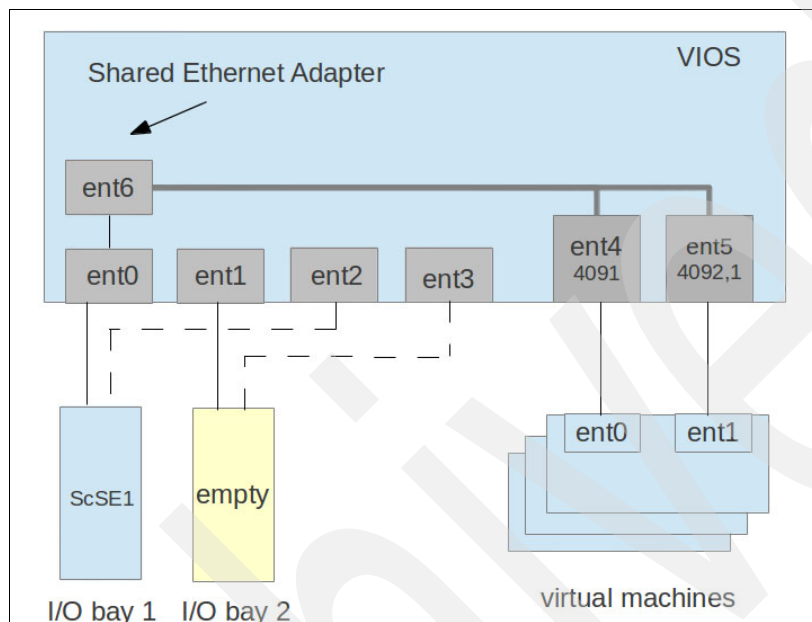 VIOS
Shared Ethernet Adapter
ent6
ent0
ent1
ent2
ent3
ent4
4091
ent5
4092,1
ScSE1
empty
ent0
ent1
I/O bay 1
I/O bay 2
virtual machines